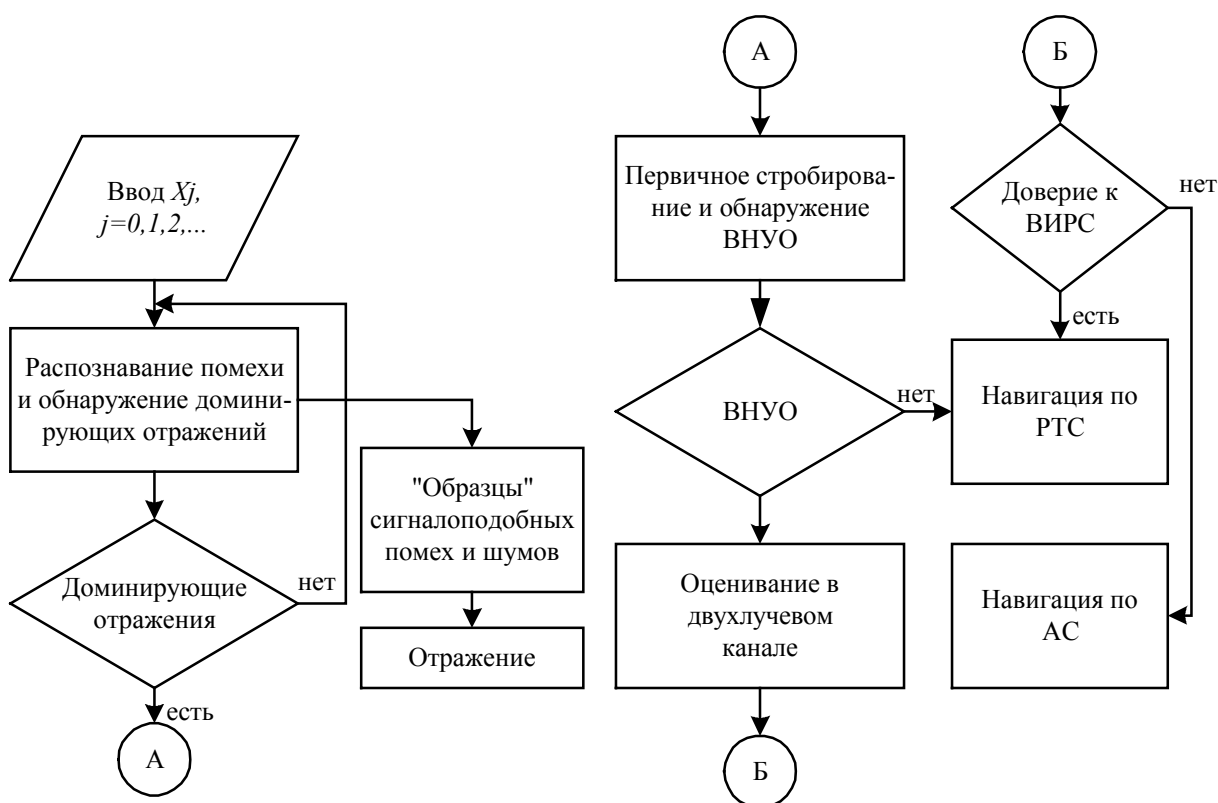 Ввод Xj,
j=0,1,2,...
Распознавание помехи
и обнаружение домини-
рующих отражений
"Образцы"
сигналоподобных
помех и шумов
Отражение
Доминирующие
отражения
нет
есть
А
А
Первичное стробирова-
ние и обнаружение
ВНУО
ВНУО
нет
Оценивание в
двухлучевом
канале
Б
Б
Доверие к
ВИРС
нет
есть
Навигация по
РТС
Навигация по
АС